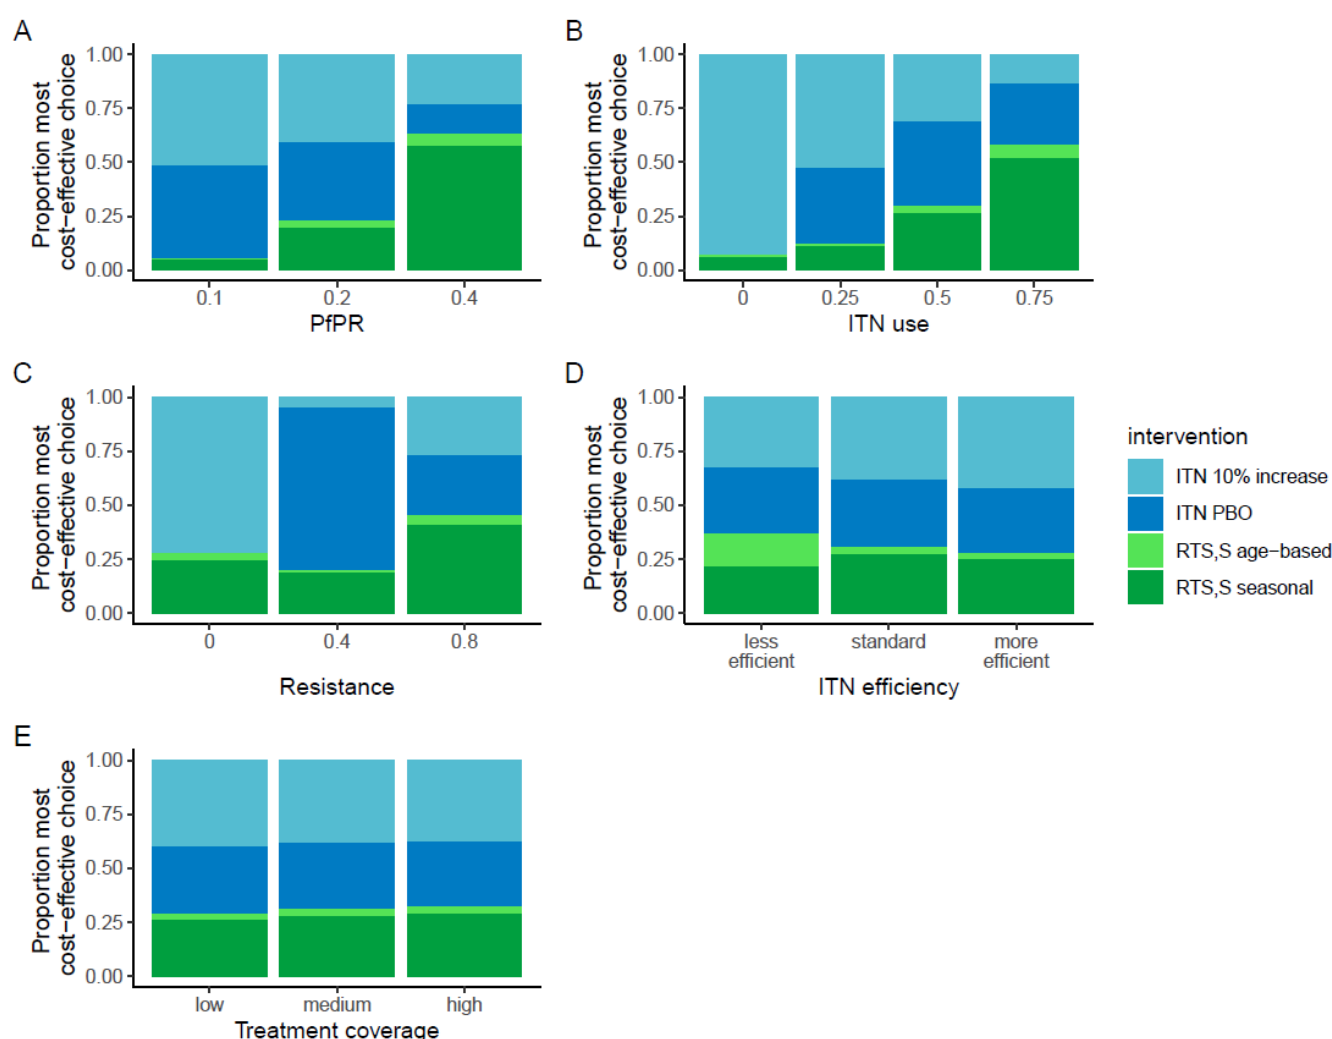 A
Proportion most
cost−effective choice
1.00
0.75
0.50
0.25
0.00
0.1 0.2 0.4
PfPR
B
Proportion most
cost−effective choice
1.00
0.75
0.50
0.25
0.00
0 0.25 0.5 0.75
ITN use
C
Proportion most
cost−effective choice
1.00
0.75
0.50
0.25
0.00
0 0.4 0.8
Resistance
D
Proportion most
cost−effective choice
1.00
0.75
0.50
0.25
0.00
less standard more
efficient efficient
ITN efficiency
intervention
ITN 10% increase
ITN PBO
RTS,S age−based
RTS,S seasonal
E
Proportion most
cost−effective choice
1.00
0.75
0.50
0.25
0.00
low medium high
Treatment coverage